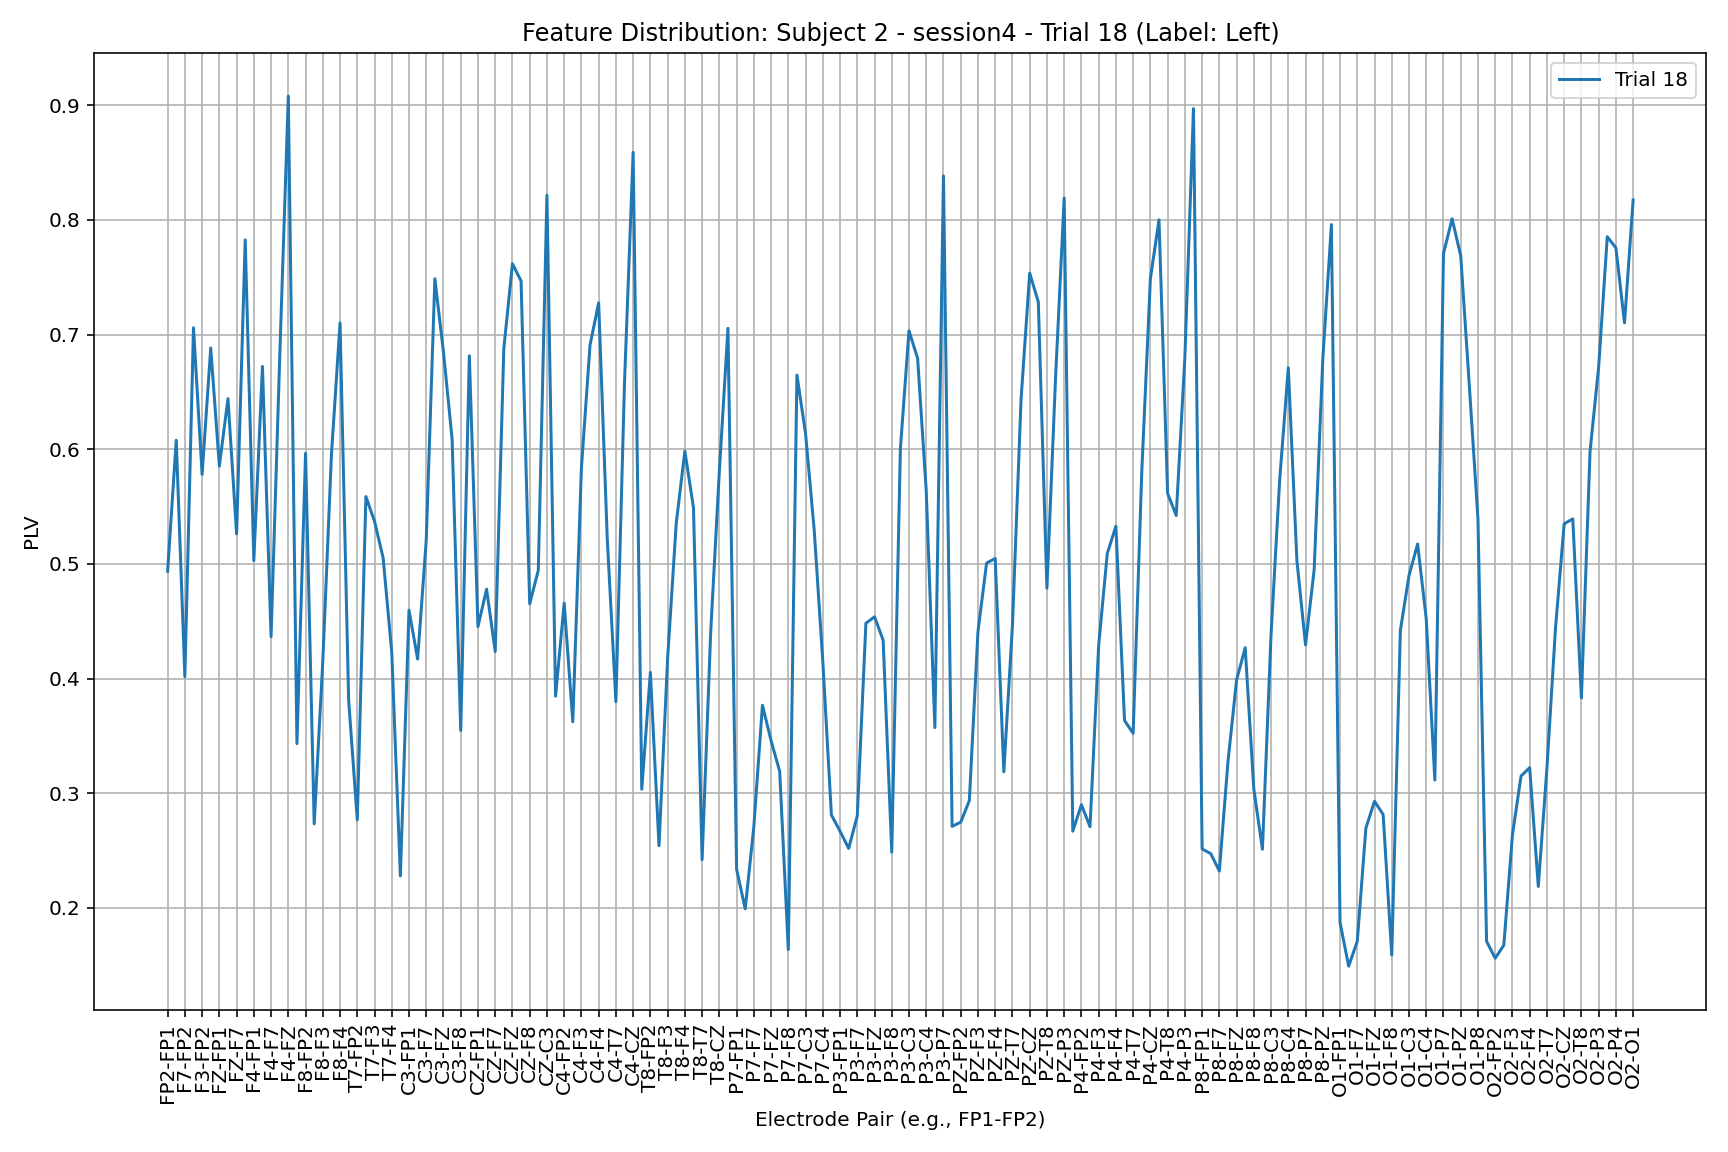 Feature Distribution: Subject 2 - session4 - Trial 18 (Label: Left)
Trial 18
PLV
0.9
0.8
0.7
0.6
0.5
0.4
0.3
0.2
FP2-FP1
F7-FP2
F3-FP2
FZ-FP1
FZ-F7
F4-FP1
F4-F7
F4-FZ
F8-FP2
F8-F3
F8-F4
T7-FP2
T7-F3
T7-F4
C3-FP1
C3-F7
C3-FZ
C3-F8
CZ-FP1
CZ-F7
CZ-FZ
CZ-F8
CZ-C3
C4-FP2
C4-F3
C4-F4
C4-T7
C4-CZ
T8-FP2
T8-F3
T8-F4
T8-T7
T8-CZ
P7-FP1
P7-F7
P7-FZ
P7-F8
P7-C3
P7-C4
P3-FP1
P3-F7
P3-FZ
P3-F8
P3-C3
P3-C4
P3-P7
PZ-FP2
PZ-F3
PZ-F4
PZ-T7
PZ-CZ
PZ-T8
PZ-P3
P4-FP2
P4-F3
P4-F4
P4-T7
P4-CZ
P4-T8
P4-P3
P8-FP1
P8-F7
P8-FZ
P8-F8
P8-C3
P8-C4
P8-P7
P8-PZ
O1-FP1
O1-F7
O1-FZ
O1-F8
O1-C3
O1-C4
O1-P7
O1-PZ
O1-P8
O2-FP2
O2-F3
O2-F4
O2-T7
O2-CZ
O2-T8
O2-P3
O2-P4
O2-O1
Electrode Pair (e.g., FP1-FP2)